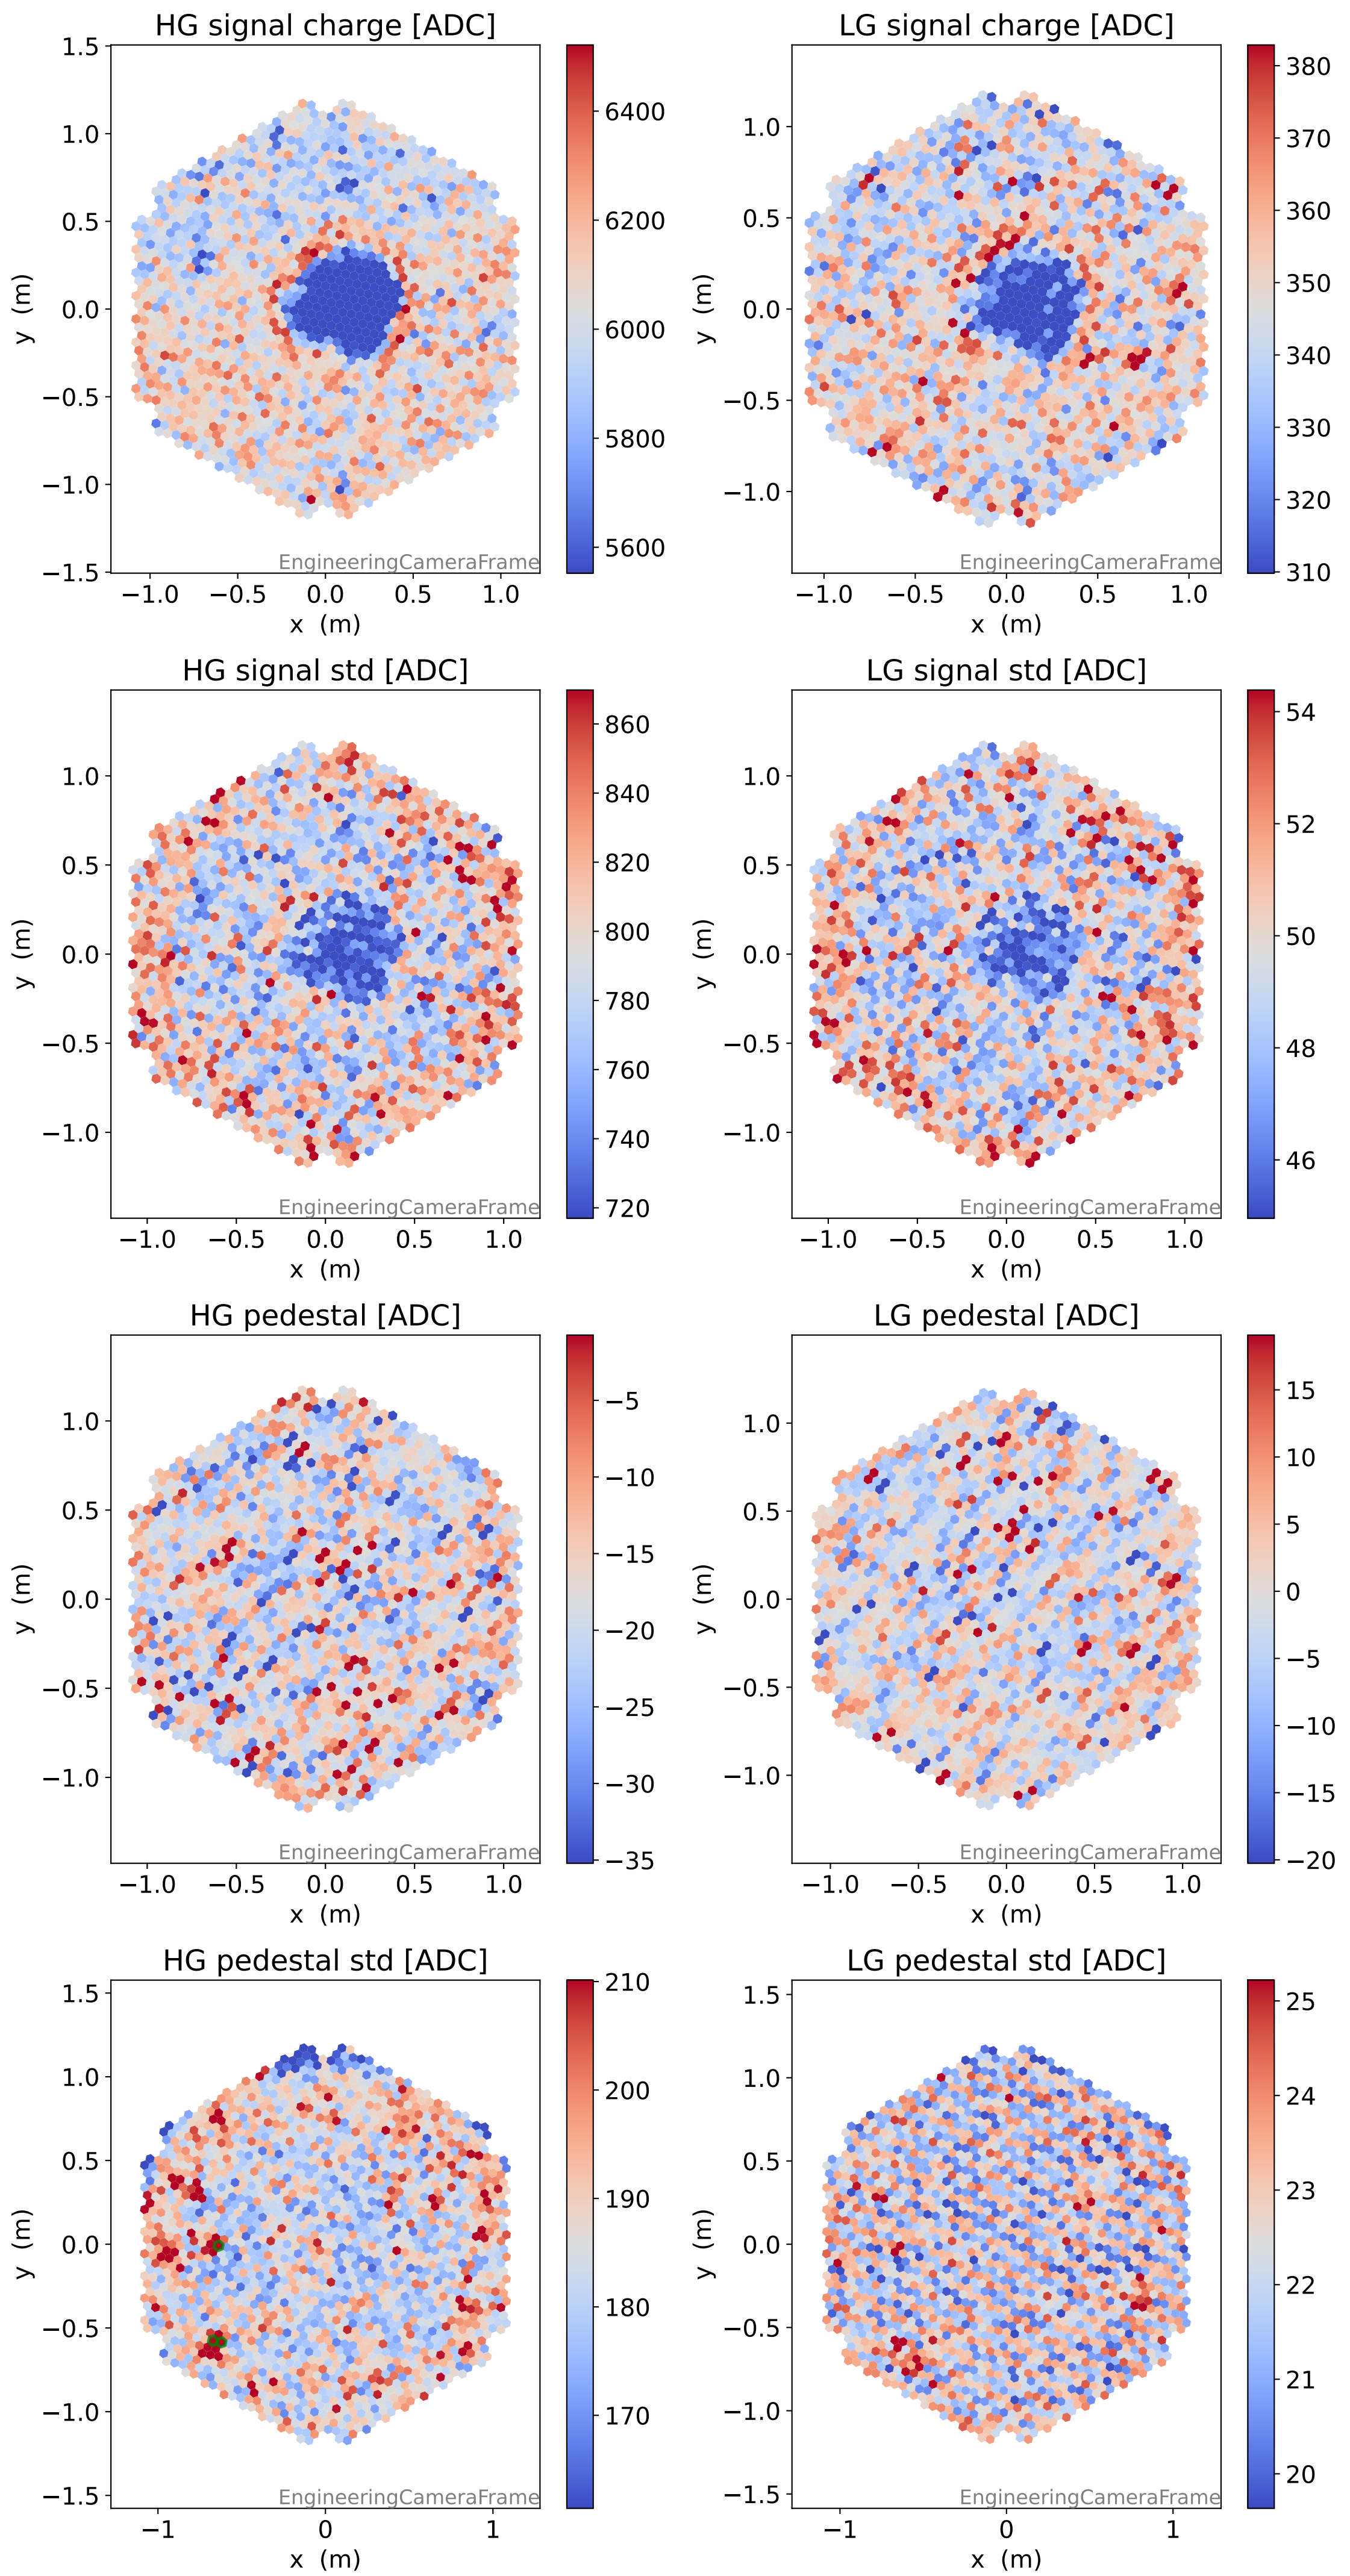 HG signal charge [ADC]
1.5
1.0
0.5
0.0
−0.5
−1.0
−1.5
y (m)
−1.0 −0.5 0.0 0.5 1.0
x (m)
EngineeringCameraFrame
6400
6200
6000
5800
5600
LG signal charge [ADC]
1.0
0.5
0.0
−0.5
−1.0
y (m)
−1.0 −0.5 0.0 0.5 1.0
x (m)
EngineeringCameraFrame
380
370
360
350
340
330
320
310
HG signal std [ADC]
1.0
0.5
0.0
−0.5
−1.0
y (m)
−1.0 −0.5 0.0 0.5 1.0
x (m)
EngineeringCameraFrame
860
840
820
800
780
760
740
720
LG signal std [ADC]
1.0
0.5
0.0
−0.5
−1.0
y (m)
−1.0 −0.5 0.0 0.5 1.0
x (m)
EngineeringCameraFrame
54
52
50
48
46
HG pedestal [ADC]
1.0
0.5
0.0
−0.5
−1.0
y (m)
−1.0 −0.5 0.0 0.5 1.0
x (m)
EngineeringCameraFrame
−5
−10
−15
−20
−25
−30
−35
LG pedestal [ADC]
1.0
0.5
0.0
−0.5
−1.0
y (m)
−1.0 −0.5 0.0 0.5 1.0
x (m)
EngineeringCameraFrame
15
10
5
0
−5
−10
−15
−20
HG pedestal std [ADC]
1.5
1.0
0.5
0.0
−0.5
−1.0
−1.5
y (m)
−1 0 1
x (m)
EngineeringCameraFrame
210
200
190
180
170
LG pedestal std [ADC]
1.5
1.0
0.5
0.0
−0.5
−1.0
−1.5
y (m)
−1 0 1
x (m)
EngineeringCameraFrame
25
24
23
22
21
20